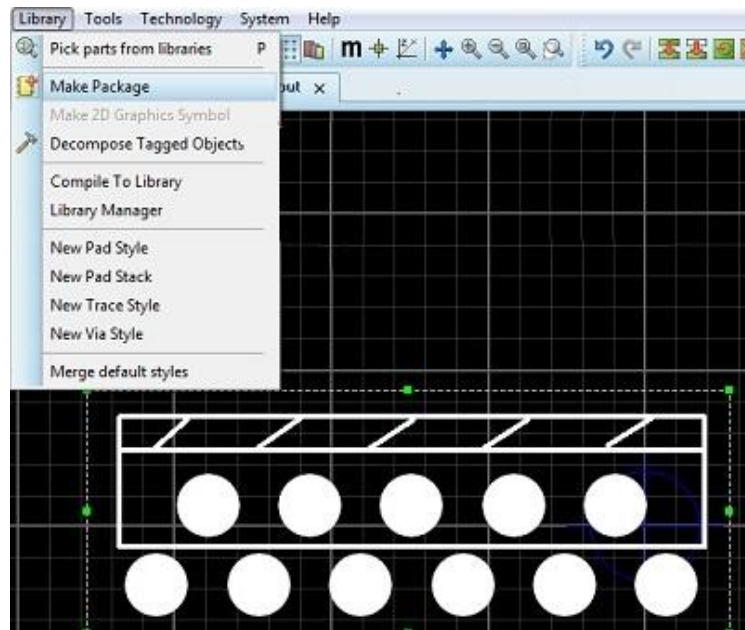 Library Tools Technology System Help
Pick parts from libraries P
m
Make Package
out x
Make 2D Graphics Symbol
Decompose Tagged Objects
Compile To Library
Library Manager
New Pad Style
New Pad Stack
New Trace Style
New Via Style
Merge default styles